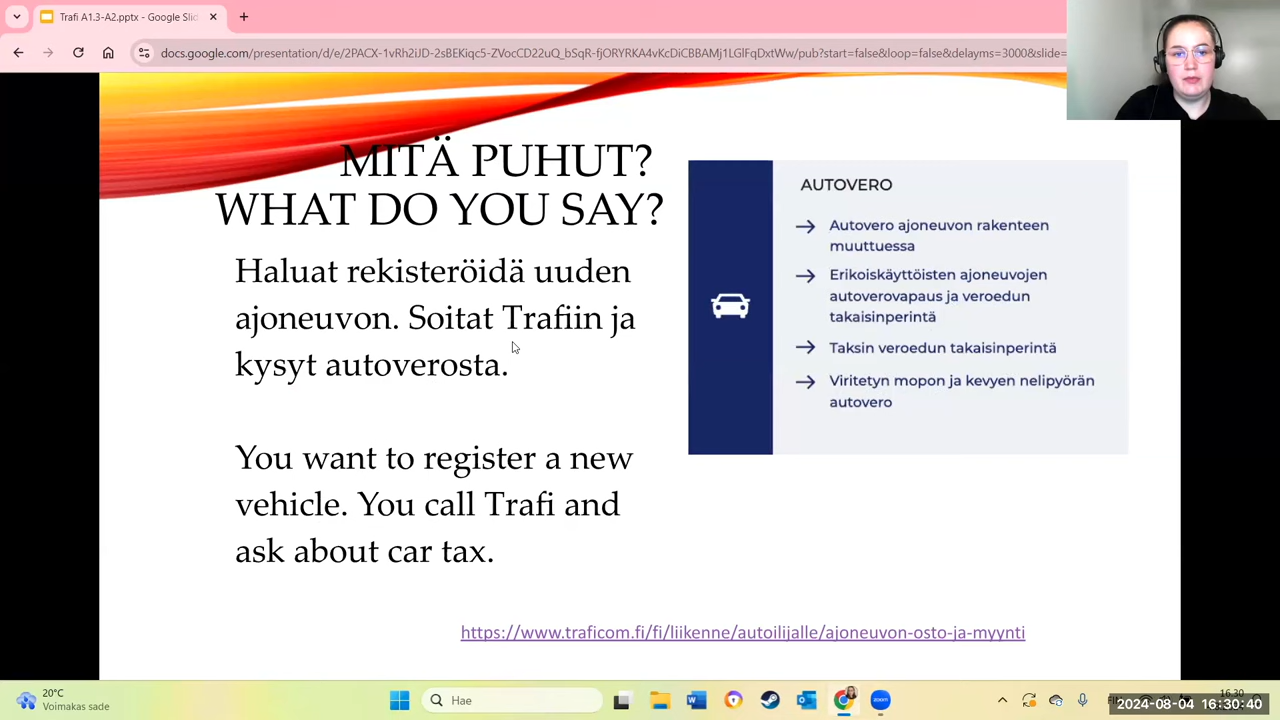 Trafi A1.3-A2.pptx - Google Slid
docs.google.com/presentation/d/e/2PACX-1vRh2iJD-2sBEKiqc5-ZVocCD22uQ_bSqR-fjORYRKA4vKcDiCBBAMj1LGlFqDxtWw/pub?start=false&loop=false&delayms=3000&slide=
MITÄ PUHUT?
WHAT DO YOU SAY?
Haluat rekisteröidä uuden
ajoneuvon. Soitat Trafiin ja
kysyt autoverosta.
You want to register a new
vehicle. You call Trafi and
ask about car tax.
AUTOVERO
→ Autovero ajoneuvon rakenteen
muuttuessa
→ Erikoiskäyttöisten ajoneuvojen
autoverovapaus ja veroedun
takaisinperintä
→ Taksin veroedun takaisinperintä
→ Viritetyn mopon ja kevyen nelipyörän
autovero
https://www.traficom.fi/fi/liikenne/autoilijalle/ajoneuvon-osto-ja-myynti
20°C
Voimakas sade
Hae
16.30
2024-08-04 16:30:40